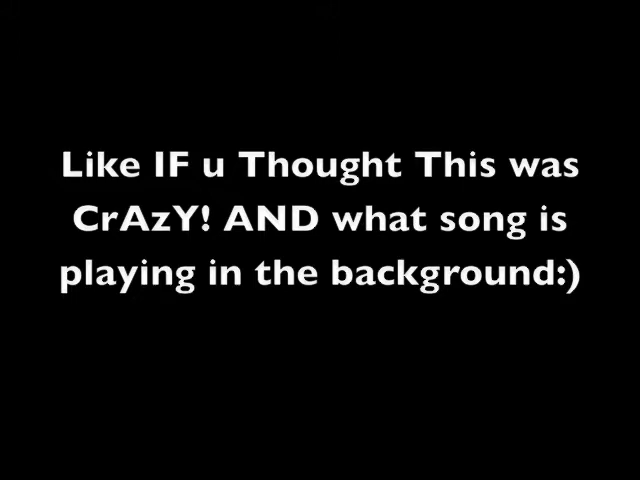 Like IF u Thought This was
CrAzY! AND what song is
playing in the background:)